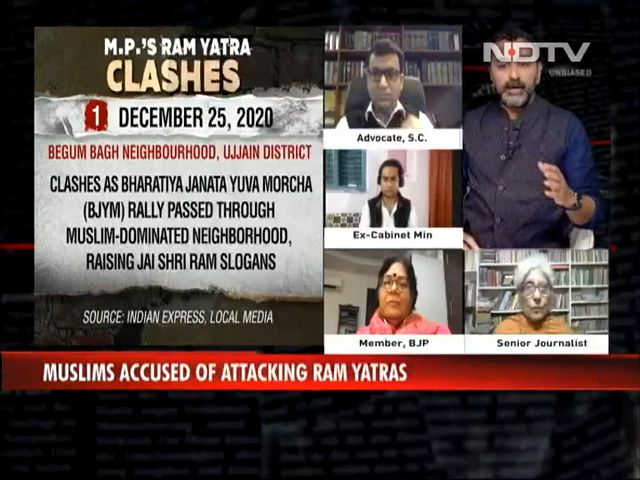 M.P.'S RAM YATRA
CLASHES
1 DECEMBER 25, 2020
BEGUM BAGH NEIGHBOURHOOD, UJJAIN DISTRICT
CLASHES AS BHARATIYA JANATA YUVA MORCHA
(BJYM) RALLY PASSED THROUGH
MUSLIM-DOMINATED NEIGHBORHOOD,
RAISING JAI SHRI RAM SLOGANS
SOURCE: INDIAN EXPRESS, LOCAL MEDIA
NDTV
UNBIASED
Advocate, S.C.
Ex-Cabinet Min
Member, BJP
Senior Journalist
MUSLIMS ACCUSED OF ATTACKING RAM YATRAS